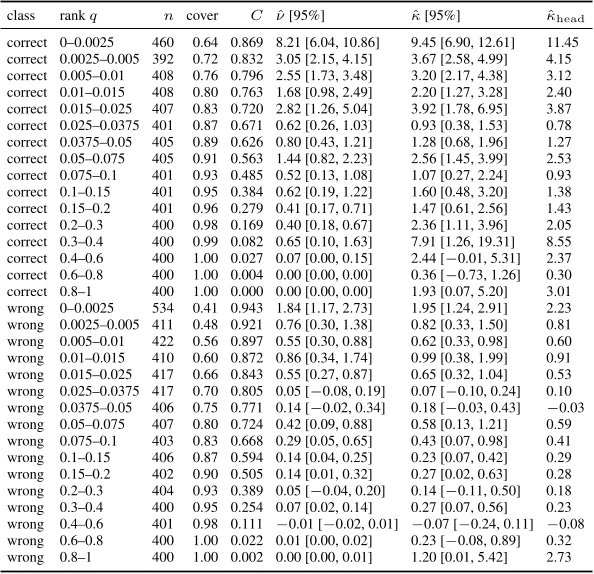 class rank q n cover C ν̂ [95%] κ̂ [95%] κ̂head
correct 0–0.0025 460 0.64 0.869 8.21 [6.04, 10.86] 9.45 [6.90, 12.61] 11.45
correct 0.0025–0.005 392 0.72 0.832 3.05 [2.15, 4.15] 3.67 [2.58, 4.99] 4.15
correct 0.005–0.01 408 0.76 0.796 2.55 [1.73, 3.48] 3.20 [2.17, 4.38] 3.12
correct 0.01–0.015 408 0.80 0.763 1.68 [0.98, 2.49] 2.20 [1.27, 3.28] 2.40
correct 0.015–0.025 407 0.83 0.720 2.82 [1.26, 5.04] 3.92 [1.78, 6.95] 3.87
correct 0.025–0.0375 401 0.87 0.671 0.62 [0.26, 1.03] 0.93 [0.38, 1.53] 0.78
correct 0.0375–0.05 405 0.89 0.626 0.80 [0.43, 1.21] 1.28 [0.68, 1.96] 1.27
correct 0.05–0.075 405 0.91 0.563 1.44 [0.82, 2.23] 2.56 [1.45, 3.99] 2.53
correct 0.075–0.1 401 0.93 0.485 0.52 [0.13, 1.08] 1.07 [0.27, 2.24] 0.93
correct 0.1–0.15 401 0.95 0.384 0.62 [0.19, 1.22] 1.60 [0.48, 3.20] 1.38
correct 0.15–0.2 401 0.96 0.279 0.41 [0.17, 0.71] 1.47 [0.61, 2.56] 1.43
correct 0.2–0.3 400 0.98 0.169 0.40 [0.18, 0.67] 2.36 [1.11, 3.96] 2.05
correct 0.3–0.4 400 0.99 0.082 0.65 [0.10, 1.63] 7.91 [1.26, 19.31] 8.55
correct 0.4–0.6 400 1.00 0.027 0.07 [0.00, 0.15] 2.44 [−0.01, 5.31] 2.37
correct 0.6–0.8 400 1.00 0.004 0.00 [0.00, 0.00] 0.36 [−0.73, 1.26] 0.30
correct 0.8–1 400 1.00 0.000 0.00 [0.00, 0.00] 1.93 [0.07, 5.20] 3.01
wrong 0–0.0025 534 0.41 0.943 1.84 [1.17, 2.73] 1.95 [1.24, 2.91] 2.23
wrong 0.0025–0.005 411 0.48 0.921 0.76 [0.30, 1.38] 0.82 [0.33, 1.50] 0.81
wrong 0.005–0.01 422 0.56 0.897 0.55 [0.30, 0.88] 0.62 [0.33, 0.98] 0.60
wrong 0.01–0.015 410 0.60 0.872 0.86 [0.34, 1.74] 0.99 [0.38, 1.99] 0.91
wrong 0.015–0.025 417 0.66 0.843 0.55 [0.27, 0.87] 0.65 [0.32, 1.04] 0.53
wrong 0.025–0.0375 417 0.70 0.805 0.05 [−0.08, 0.19] 0.07 [−0.10, 0.24] 0.10
wrong 0.0375–0.05 406 0.75 0.771 0.14 [−0.02, 0.34] 0.18 [−0.03, 0.43] −0.03
wrong 0.05–0.075 407 0.80 0.724 0.42 [0.09, 0.88] 0.58 [0.13, 1.21] 0.59
wrong 0.075–0.1 403 0.83 0.668 0.29 [0.05, 0.65] 0.43 [0.07, 0.98] 0.41
wrong 0.1–0.15 406 0.87 0.594 0.14 [0.04, 0.25] 0.23 [0.07, 0.42] 0.29
wrong 0.15–0.2 402 0.90 0.505 0.14 [0.01, 0.32] 0.27 [0.02, 0.63] 0.28
wrong 0.2–0.3 404 0.93 0.389 0.05 [−0.04, 0.20] 0.14 [−0.11, 0.50] 0.18
wrong 0.3–0.4 400 0.95 0.254 0.07 [0.02, 0.14] 0.27 [0.07, 0.56] 0.23
wrong 0.4–0.6 401 0.98 0.111 −0.01 [−0.02, 0.01] −0.07 [−0.24, 0.11] −0.08
wrong 0.6–0.8 400 1.00 0.022 0.01 [0.00, 0.02] 0.23 [−0.08, 0.89] 0.32
wrong 0.8–1 400 1.00 0.002 0.00 [0.00, 0.01] 1.20 [0.01, 5.42] 2.73